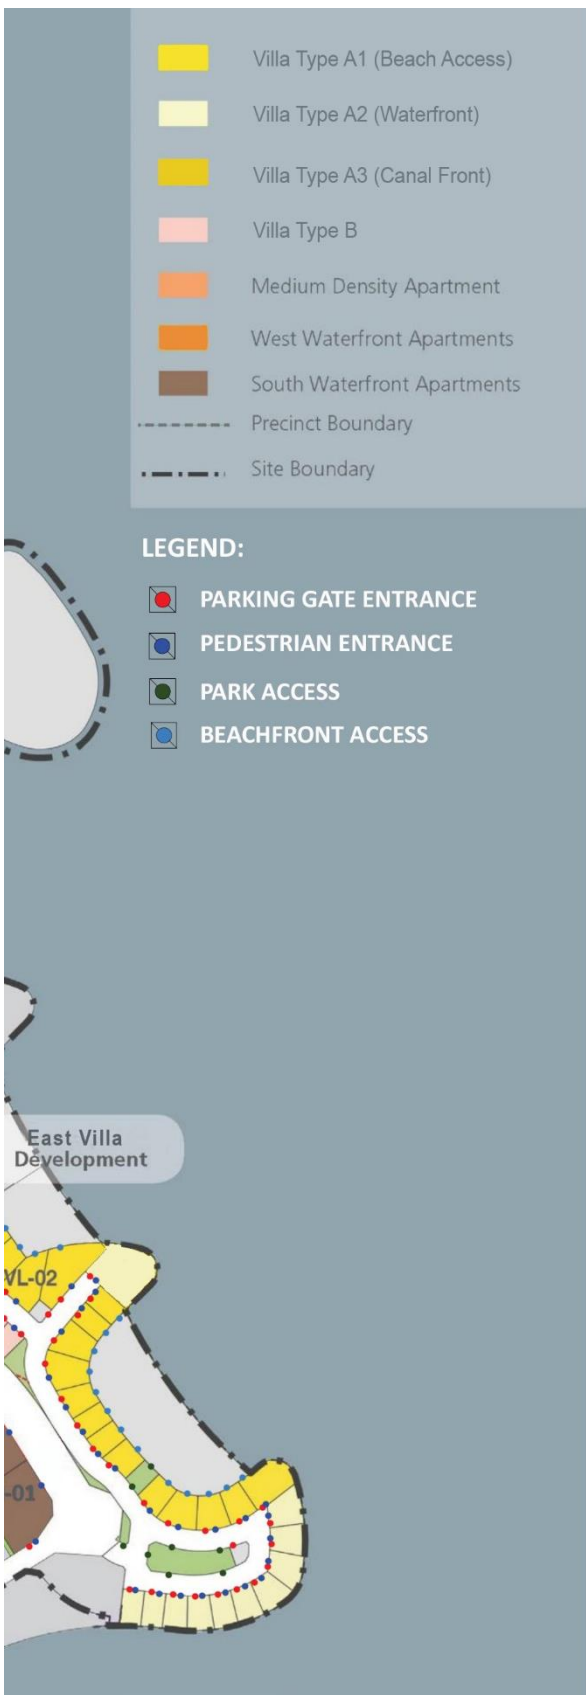 Villa Type A1 (Beach Access)
Villa Type A2 (Waterfront)
Villa Type A3 (Canal Front)
Villa Type B
Medium Density Apartment
West Waterfront Apartments
South Waterfront Apartments
Precinct Boundary
Site Boundary
LEGEND:
PARKING GATE ENTRANCE
PEDESTRIAN ENTRANCE
PARK ACCESS
BEACHFRONT ACCESS
East Villa
Development
VL-02
-01